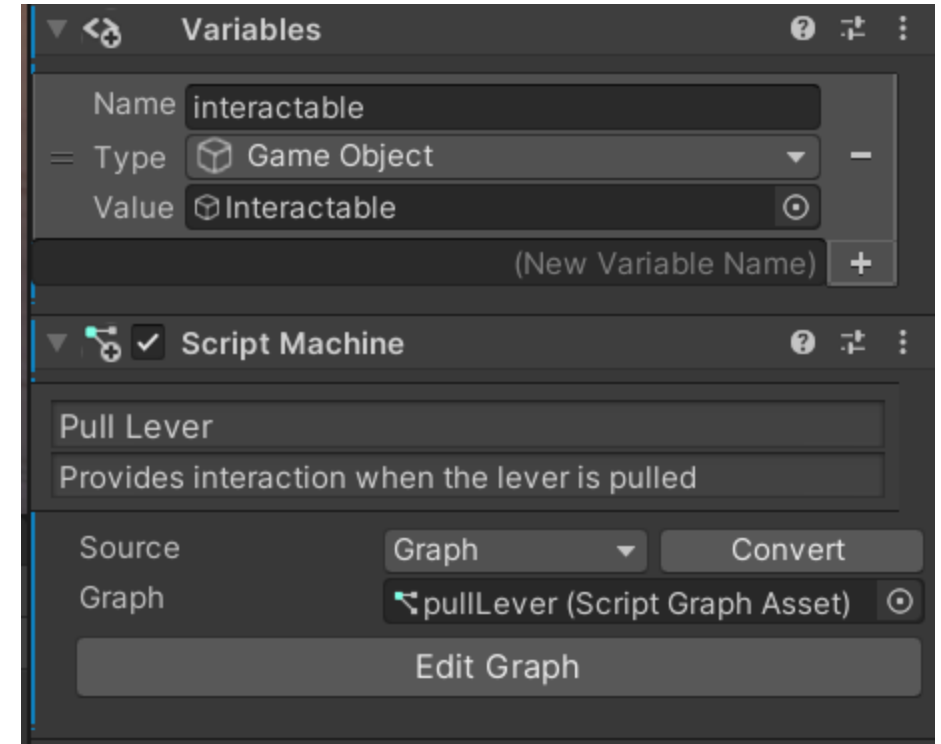 Variables
Name interactable
Type Game Object
Value Interactable
(New Variable Name)
Script Machine
Pull Lever
Provides interaction when the lever is pulled
Source Graph Convert
Graph pullLever (Script Graph Asset)
Edit Graph